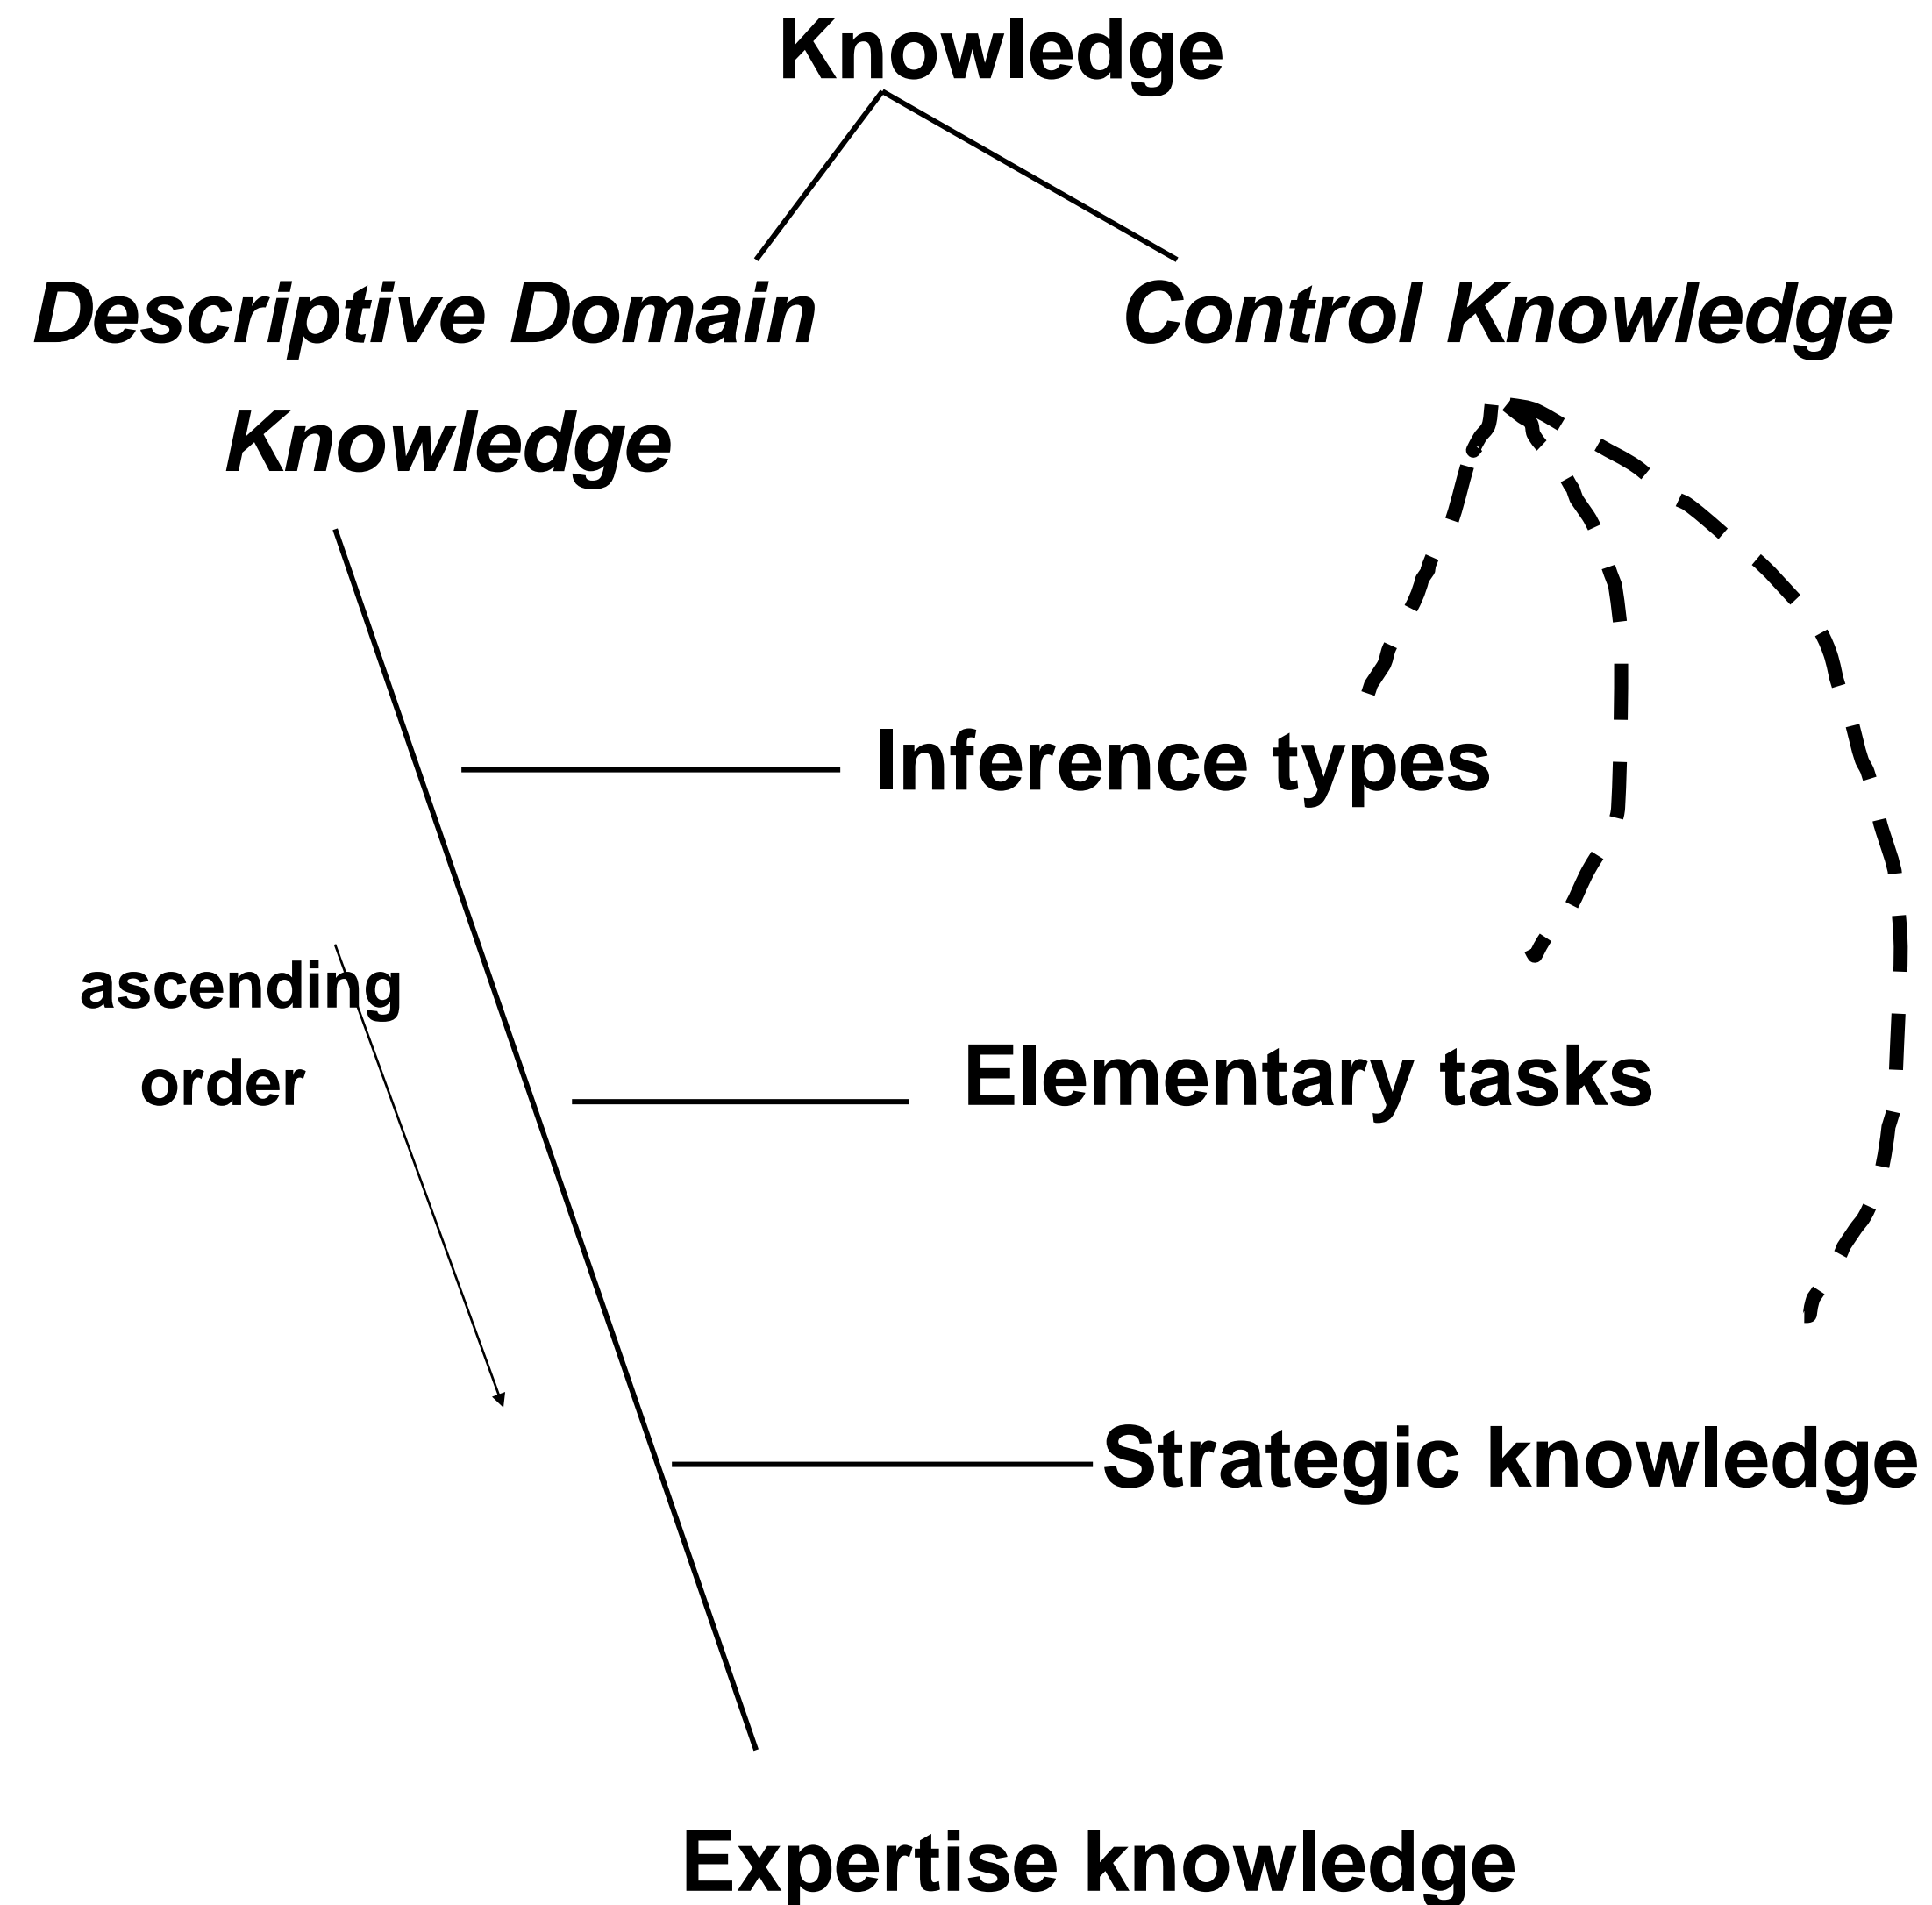 Knowledge
Descriptive Domain
Knowledge
Control Knowledge
Inference types
ascending
order
Elementary tasks
Strategic knowledge
Expertise knowledge